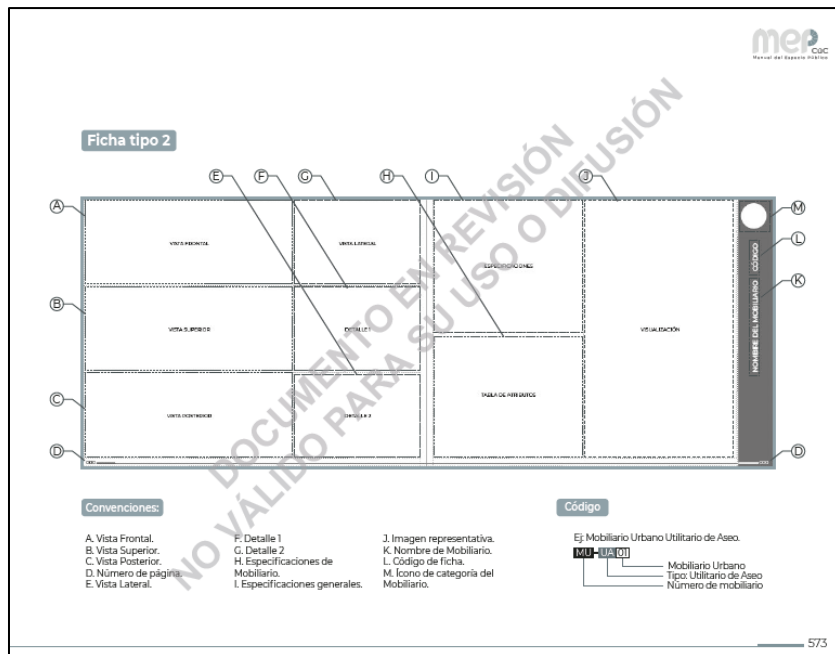 mep
CQC
Manual del Espacio Público
Ficha tipo 2
E
F
G
H
I
J
A
B
C
D
M
L
K
D
VISTA FRONTAL
VISTA LATERAL
ESPECIFICACIONES
VISTA SUPERIOR
DETALLE 1
VISUALIZACIÓN
TABLA DE ATRIBUTOS
VISTA POSTERIOR
DETALLE 2
CÓDIGO
NOMBRE DEL MOBILIARIO
DOCUMENTO EN REVISIÓN
NO VÁLIDO PARA SU USO O DIFUSIÓN
Convenciones:
A. Vista Frontal.
B. Vista Superior.
C. Vista Posterior.
D. Número de página.
E. Vista Lateral.
F. Detalle 1
G. Detalle 2
H. Especificaciones de
Mobiliario.
I. Especificaciones generales.
J. Imagen representativa.
K. Nombre de Mobiliario.
L. Código de ficha.
M. Ícono de categoría del
Mobiliario.
Código
Ej: Mobiliario Urbano Utilitario de Aseo.
MU-UA 01
Mobiliario Urbano
Tipo: Utilitario de Aseo
Número de mobiliario
573